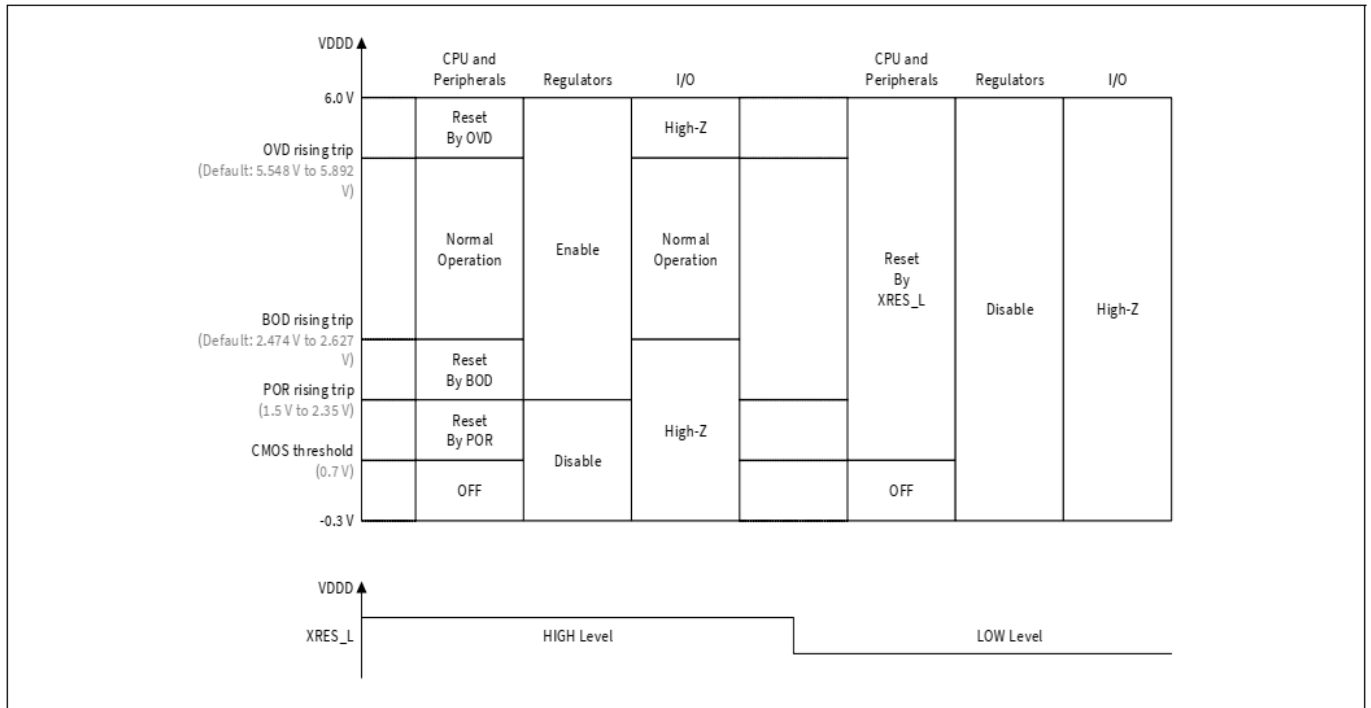 VDDD
CPU and
Peripherals
Regulators
I/O
CPU and
Peripherals
Regulators
I/O
6.0 V
Reset
By OVD
High-Z
OVD rising trip
(Default: 5.548 V to 5.892
V)
Normal
Operation
Enable
Normal
Operation
Reset
By
XRES_L
Disable
High-Z
BOD rising trip
(Default: 2.474 V to 2.627
V)
Reset
By BOD
POR rising trip
(1.5 V to 2.35 V)
Reset
By POR
High-Z
CMOS threshold
(0.7 V)
Disable
OFF
OFF
-0.3 V
VDDD
XRES_L
HIGH Level
LOW Level